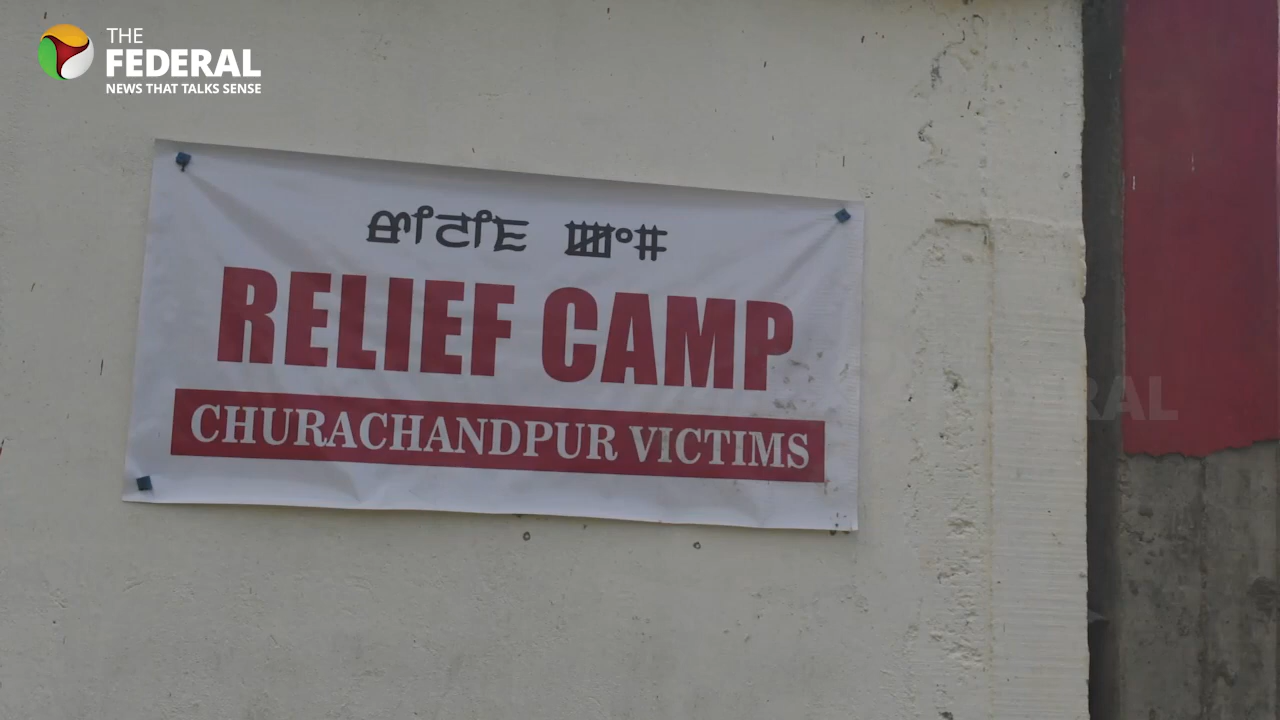 THE
FEDERAL
NEWS THAT TALKS SENSE
RELIEF CAMP
CHURACHANDPUR VICTIMS